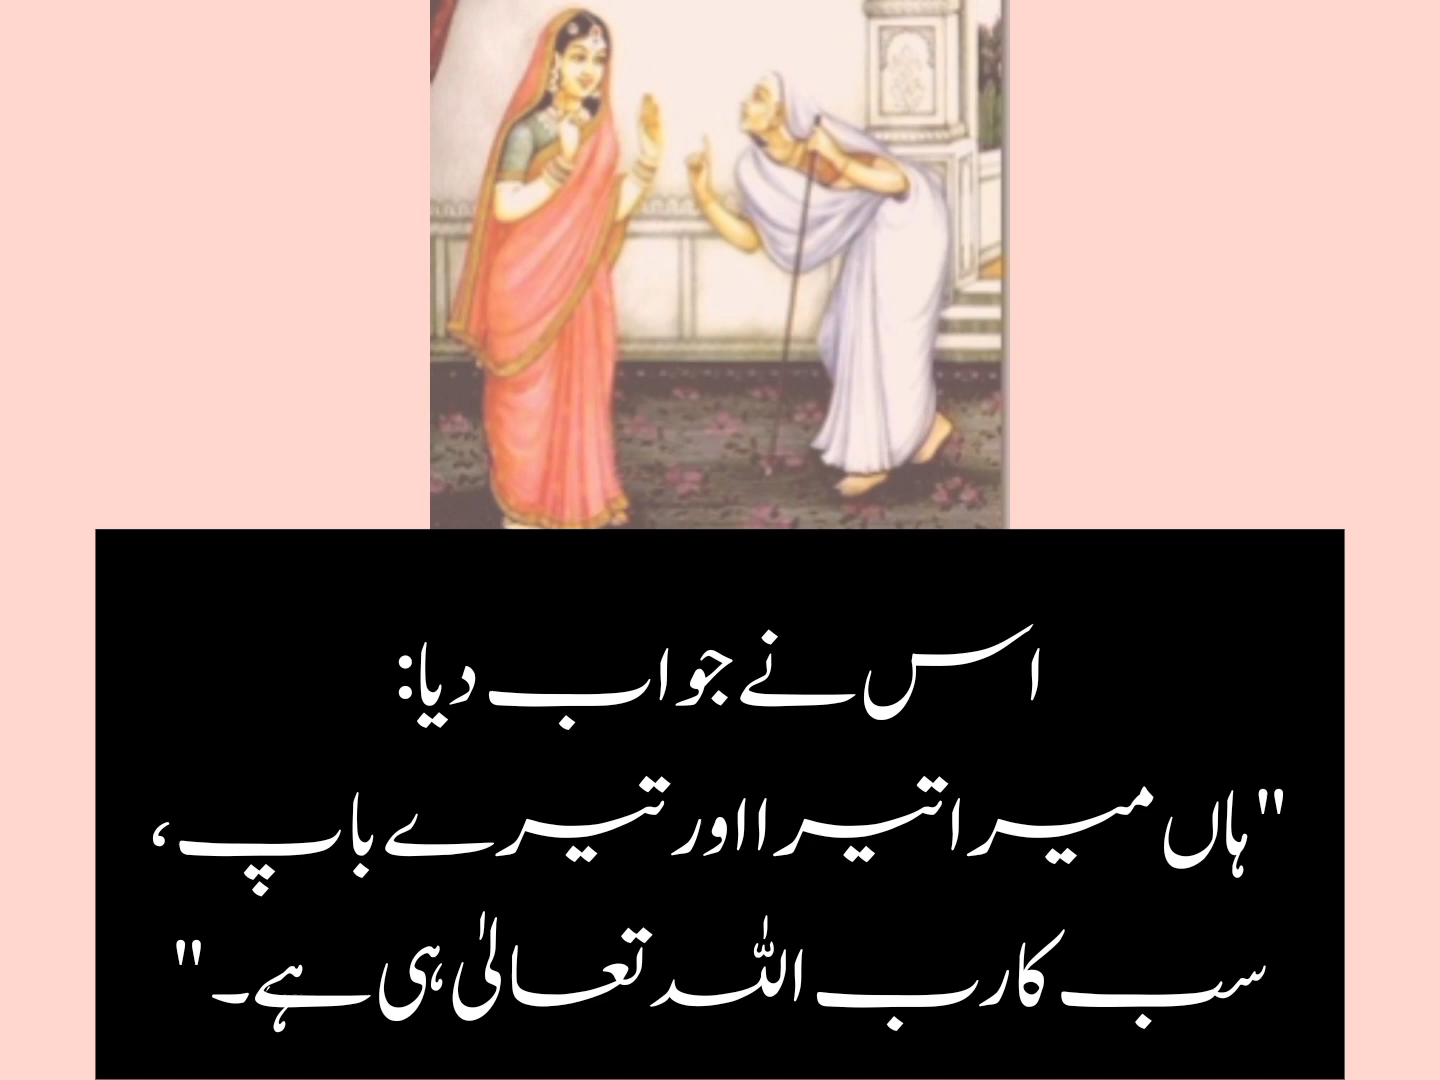 اس نے جواب دیا:
"ہاں میرا تیرا اور تیرے باپ،
سب کا رب اللہ تعالیٰ ہی ہے۔"